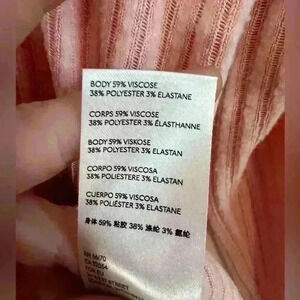 BODY 59% VISCOSE
38% POLYESTER 3% ELASTANE
CORPS 59% VISCOSE
38% POLYESTER 3% ÉLASTHANNE
BODY 59% VISKOSE
38% POLYESTER 3% ELASTAN
CORPO 59% VISCOSA
38% POLIESTERE 3% ELASTAN
CUERPO 59% VISCOSA
38% POLIÉSTER 3% ELASTANE
身体 59% 粘胶 38% 涤纶 3% 氨纶
STREET